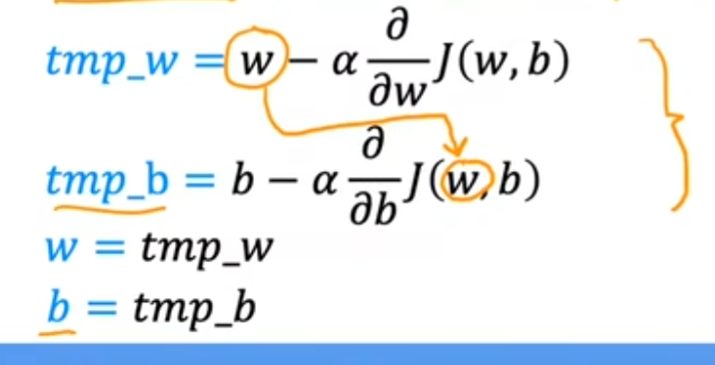 tmp_w = w − α ∂/∂w J(w, b)
tmp_b = b − α ∂/∂b J(w, b)
w = tmp_w
b = tmp_b